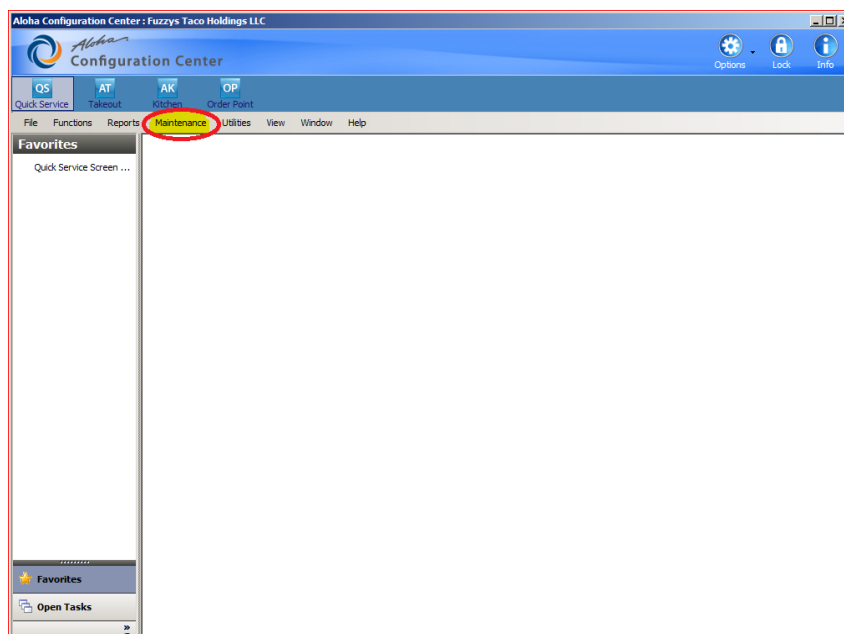 Aloha Configuration Center : Fuzzys Taco Holdings LLC
Aloha
Configuration Center
Options Lock Info
QS AT AK OP
Quick Service Takeout Kitchen Order Point
File Functions Reports Maintenance Utilities View Window Help
Favorites
Quick Service Screen ...
Favorites
Open Tasks